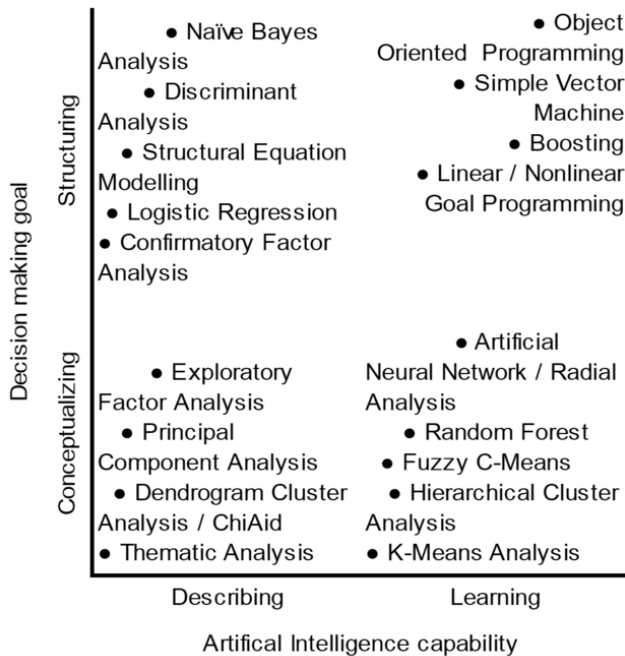 ● Naïve Bayes
Analysis
● Discriminant
Analysis
● Structural Equation
Modelling
● Logistic Regression
● Confirmatory Factor
Analysis
● Object
Oriented Programming
● Simple Vector
Machine
● Boosting
● Linear / Nonlinear
Goal Programming
● Exploratory
Factor Analysis
● Principal
Component Analysis
● Dendrogram Cluster
Analysis / ChiAid
● Thematic Analysis
● Artificial
Neural Network / Radial
Analysis
● Random Forest
● Fuzzy C-Means
● Hierarchical Cluster
Analysis
● K-Means Analysis
Decision making goal
Structuring
Conceptualizing
Describing
Learning
Artifical Intelligence capability